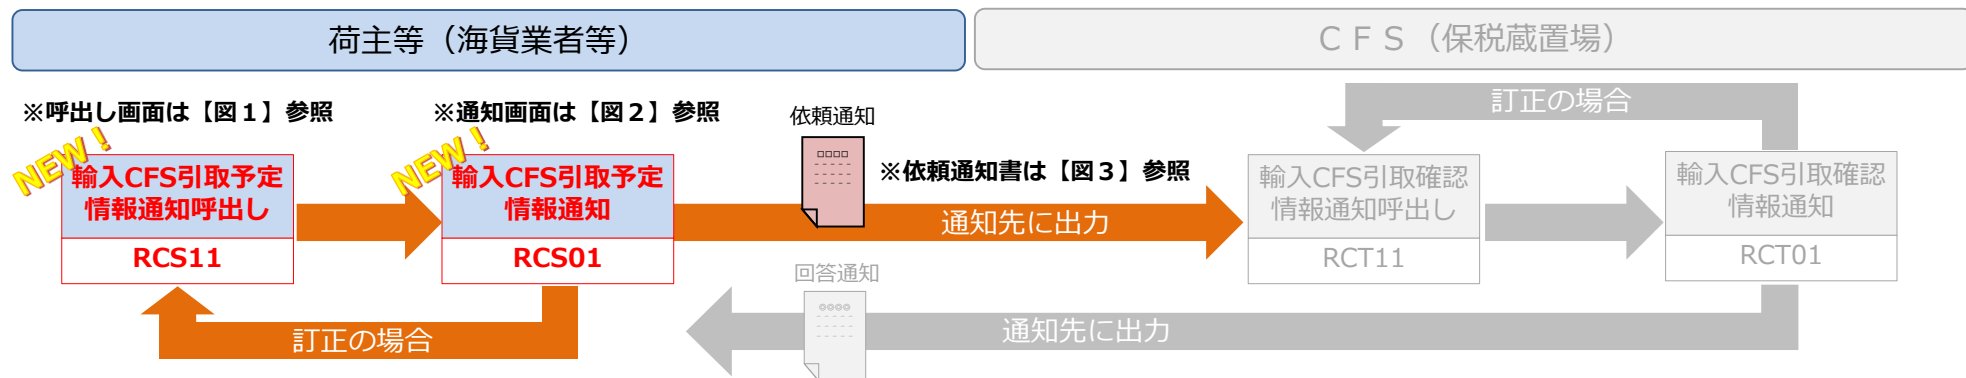 荷主等（海貨業者等）
ＣＦＳ（保税蔵置場）
※呼出し画面は【図１】参照
※通知画面は【図２】参照
依頼通知
訂正の場合
NEW！
輸入CFS引取予定
情報通知呼出し
RCS11
NEW！
輸入CFS引取予定
情報通知
RCS01
※依頼通知書は【図３】参照
通知先に出力
輸入CFS引取確認
情報通知呼出し
RCT11
輸入CFS引取確認
情報通知
RCT01
回答通知
訂正の場合
通知先に出力